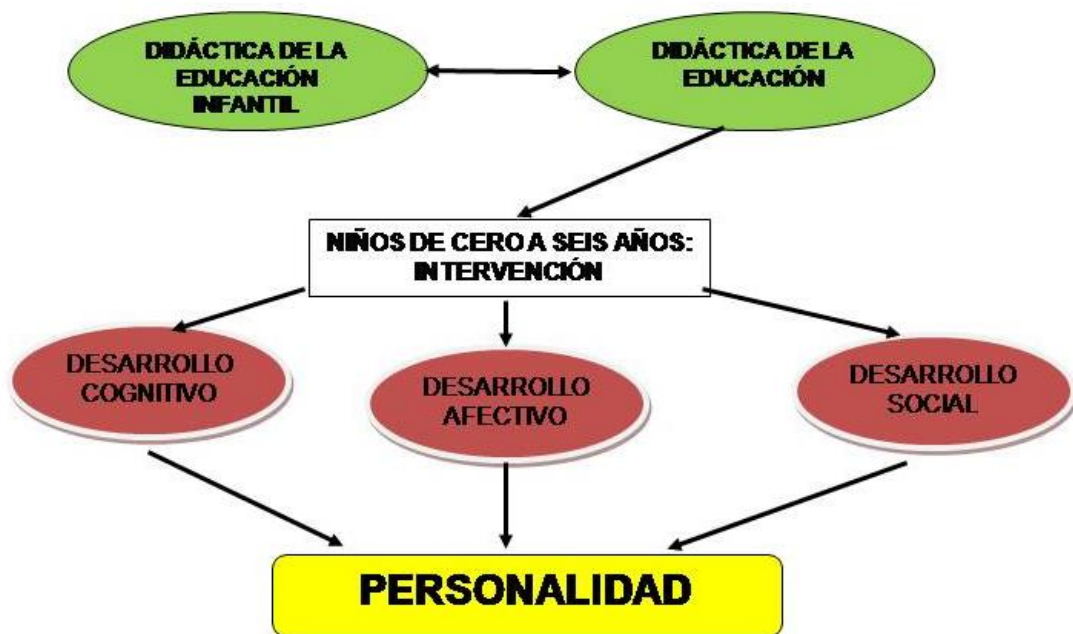 DIDÁCTICA DE LA
EDUCACIÓN
INFANTIL
DIDÁCTICA DE LA
EDUCACIÓN
NIÑOS DE CERO A SEIS AÑOS:
INTERVENCIÓN
DESARROLLO
COGNITIVO
DESARROLLO
AFECTIVO
DESARROLLO
SOCIAL
PERSONALIDAD